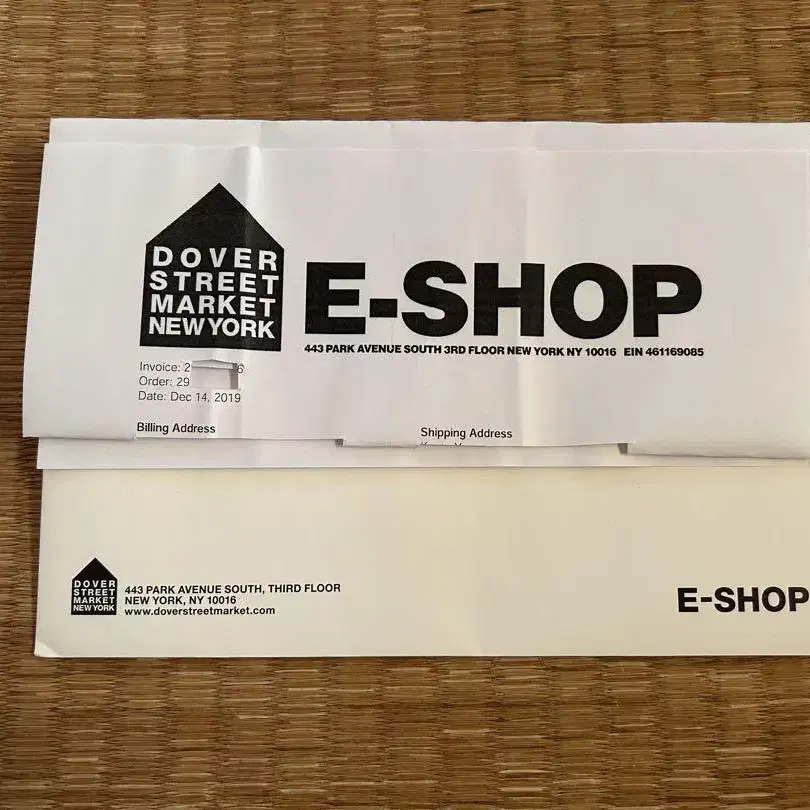 DOVER
STREET
MARKET
NEW YORK
E-SHOP
443 PARK AVENUE SOUTH 3RD FLOOR NEW YORK NY 10016 EIN 461169085
Invoice: 2 6
Order: 29
Date: Dec 14, 2019
Billing Address
Shipping Address
DOVER
STREET
MARKET
NEW YORK
443 PARK AVENUE SOUTH, THIRD FLOOR
NEW YORK, NY 10016
www.doverstreetmarket.com
E-SHOP